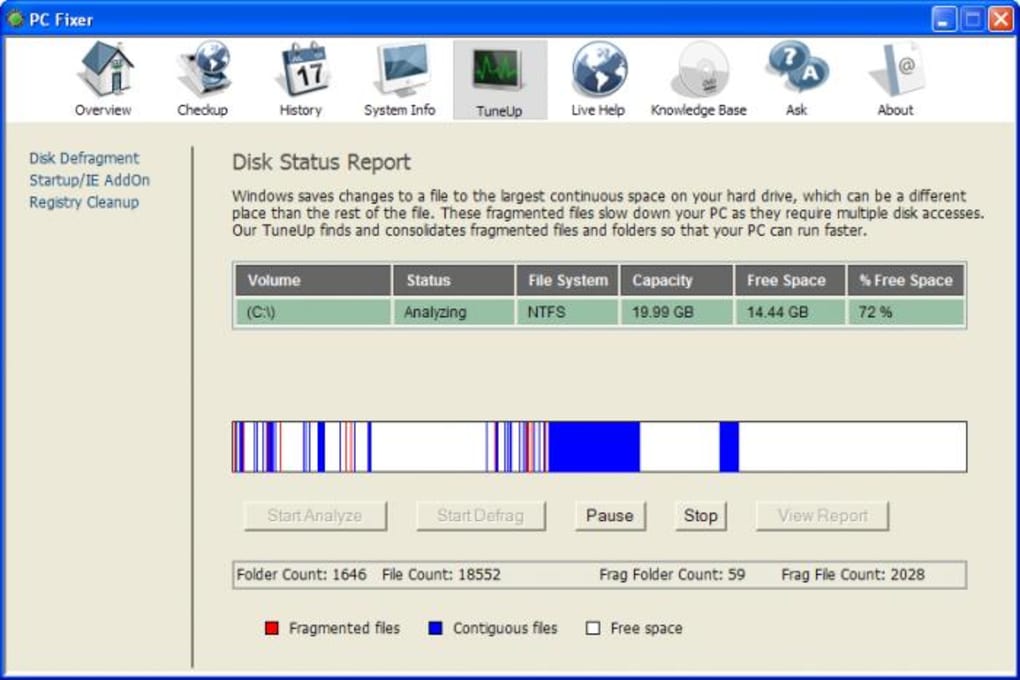 PC Fixer
Overview Checkup History System Info TuneUp Live Help Knowledge Base Ask About
17
?
A
@
DVD
Disk Defragment
Startup/IE AddOn
Registry Cleanup
Disk Status Report
Windows saves changes to a file to the largest continuous space on your hard drive, which can be a different
place than the rest of the file. These fragmented files slow down your PC as they require multiple disk accesses.
Our TuneUp finds and consolidates fragmented files and folders so that your PC can run faster.
Volume Status File System Capacity Free Space % Free Space
(C:\) Analyzing NTFS 19.99 GB 14.44 GB 72 %
Start Analyze Start Defrag Pause Stop View Report
Folder Count: 1646 File Count: 18552 Frag Folder Count: 59 Frag File Count: 2028
Fragmented files Contiguous files Free space